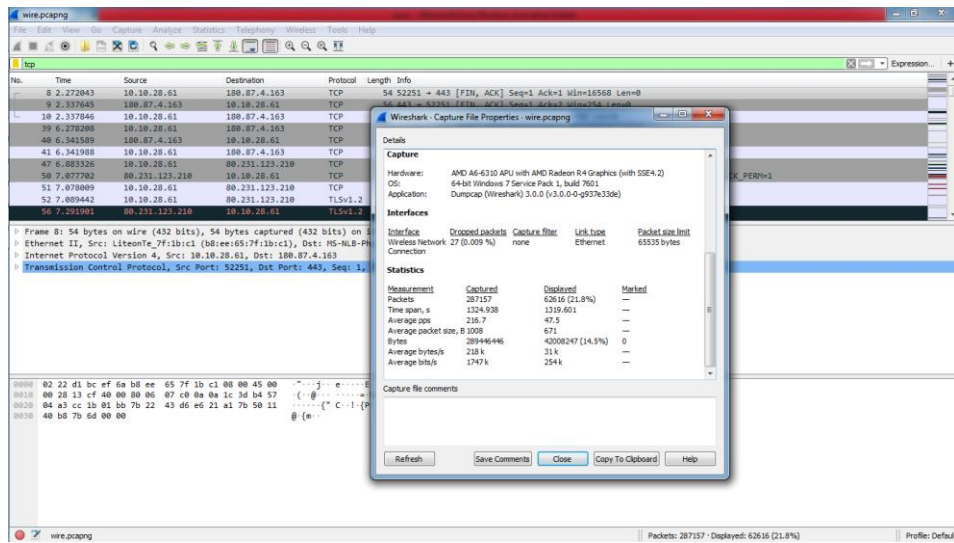 wire.pcapng
File Edit View Go Capture Analyze Statistics Telephony Wireless Tools Help
tcp
Expression... +
No. Time Source Destination Protocol Length Info
8 2.272043 10.10.28.61 180.87.4.163 TCP 54 52251 → 443 [FIN, ACK] Seq=1 Ack=1 Win=16568 Len=0
9 2.337645 180.87.4.163 10.10.28.61 TCP 56 443 → 52251 [FIN, ACK] Seq=1 Ack=2 Win=254 Len=0
10 2.337846 10.10.28.61 180.87.4.163 TCP
39 6.278208 10.10.28.61 180.87.4.163 TCP
40 6.341589 180.87.4.163 10.10.28.61 TCP
41 6.341988 10.10.28.61 180.87.4.163 TCP
47 6.883326 10.10.28.61 80.231.123.210 TCP
50 7.077702 80.231.123.210 10.10.28.61 TCP K_PERM=1
51 7.078009 10.10.28.61 80.231.123.210 TCP
52 7.089442 10.10.28.61 80.231.123.210 TLSv1.2
56 7.291901 80.231.123.210 10.10.28.61 TLSv1.2
Frame 8: 54 bytes on wire (432 bits), 54 bytes captured (432 bits) on
Ethernet II, Src: LiteonTe_7f:1b:c1 (b8:ee:65:7f:1b:c1), Dst: MS-NLB-Ph
Internet Protocol Version 4, Src: 10.10.28.61, Dst: 180.87.4.163
Transmission Control Protocol, Src Port: 52251, Dst Port: 443, Seq: 1,
0000 02 22 d1 bc ef 6a b8 ee 65 7f 1b c1 08 00 45 00
0010 00 28 13 cf 40 00 80 06 07 c0 0a 0a 1c 3d b4 57
0020 04 a3 cc 1b 01 bb 7b 22 43 d6 e6 21 a1 7b 50 11
0030 40 b8 7b 6d 00 00
Wireshark · Capture File Properties · wire.pcapng
Details
Capture
Hardware: AMD A6-6310 APU with AMD Radeon R4 Graphics (with SSE4.2)
OS: 64-bit Windows 7 Service Pack 1, build 7601
Application: Dumpcap (Wireshark) 3.0.0 (v3.0.0-0-g937e33de)
Interfaces
Interface Dropped packets Capture filter Link type Packet size limit
Wireless Network 27 (0.009 %) none Ethernet 65535 bytes
Connection
Statistics
Measurement Captured Displayed Marked
Packets 287157 62616 (21.8%) —
Time span, s 1324.938 1319.601 —
Average pps 216.7 47.5 —
Average packet size, B 1008 671 —
Bytes 289446446 42008247 (14.5%) 0
Average bytes/s 218 k 31 k —
Average bits/s 1747 k 254 k —
Capture file comments
Refresh Save Comments Close Copy To Clipboard Help
wire.pcapng Packets: 287157 · Displayed: 62616 (21.8%) Profile: Defaul